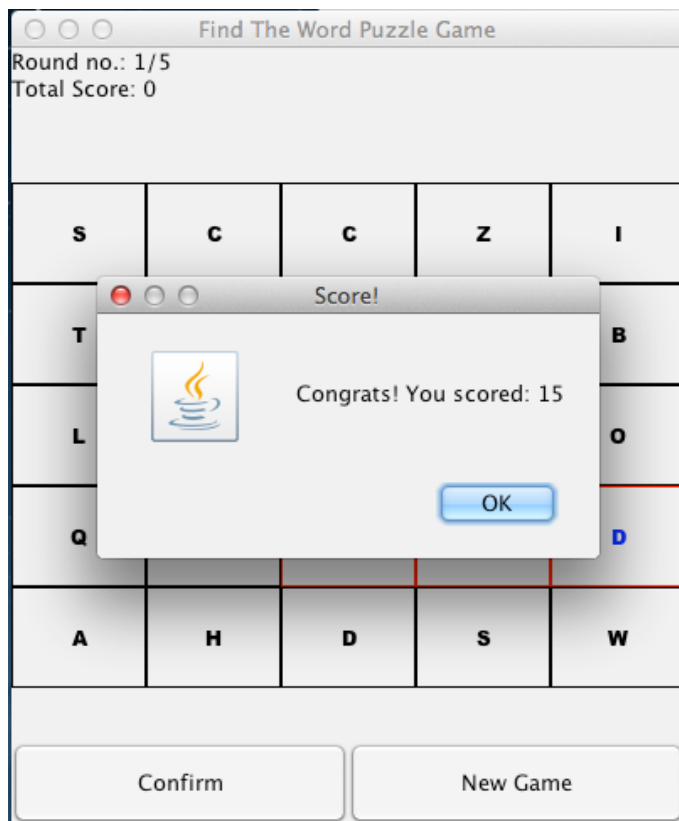 Find The Word Puzzle Game
Round no.: 1/5
Total Score: 0
S C C Z I
Score!
T B
Congrats! You scored: 15
L O
OK
Q D
A H D S W
Confirm New Game